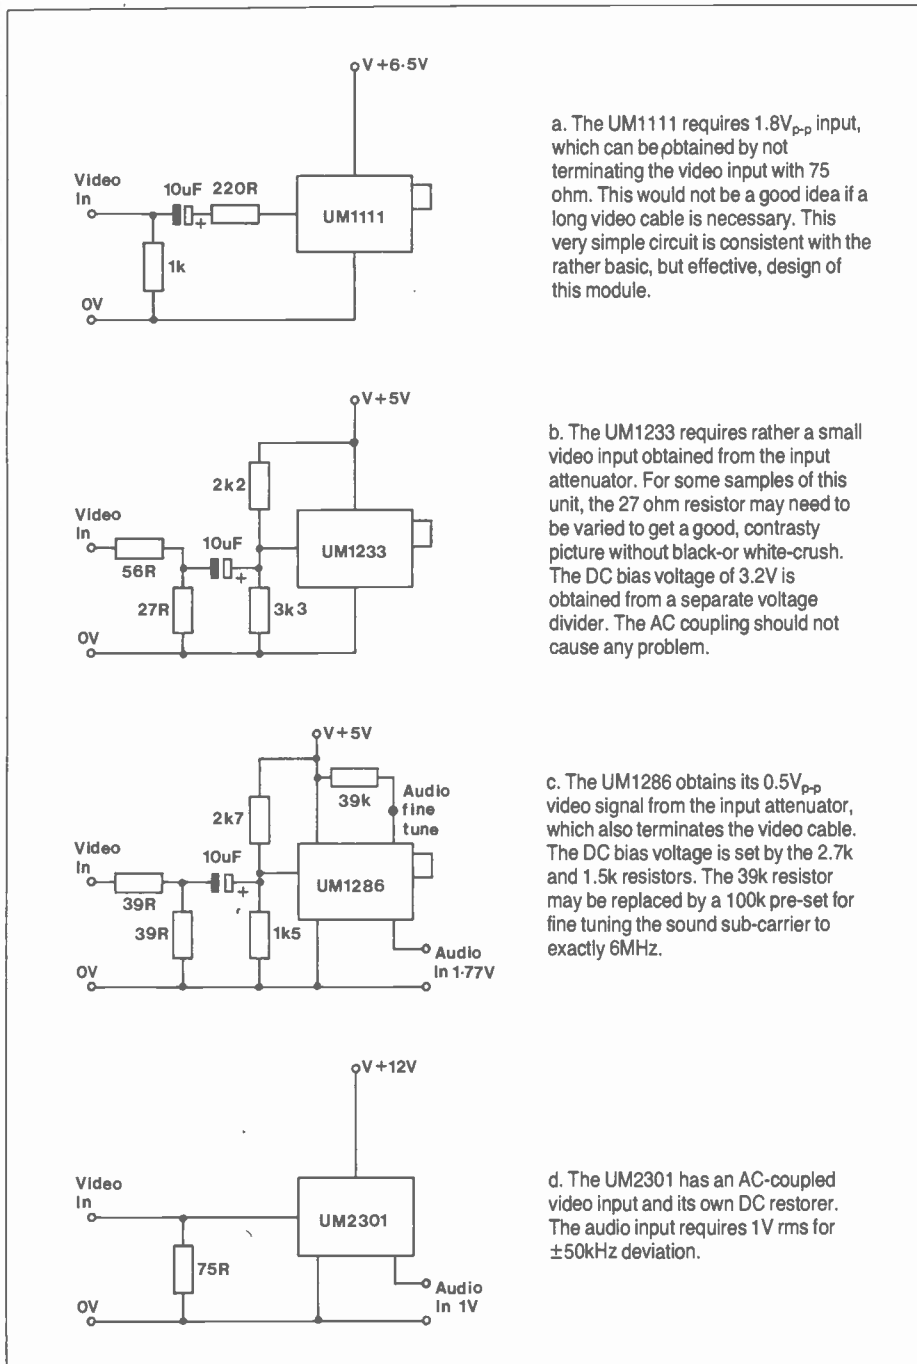 V+6·5V
Video
In
10uF 220R
+
UM1111
1k
0V
a. The UM1111 requires 1.8Vp-p input,
which can be obtained by not
terminating the video input with 75
ohm. This would not be a good idea if a
long video cable is necessary. This
very simple circuit is consistent with the
rather basic, but effective, design of
this module.
V+5V
2k2
Video
In
10uF
+
56R
UM1233
27R
3k3
0V
b. The UM1233 requires rather a small
video input obtained from the input
attenuator. For some samples of this
unit, the 27 ohm resistor may need to
be varied to get a good, contrasty
picture without black-or white-crush.
The DC bias voltage of 3.2V is
obtained from a separate voltage
divider. The AC coupling should not
cause any problem.
V+5V
39k
Audio
fine
tune
2k7
Video
In
10uF
+
39R
UM1286
39R
1k5
Audio
In 1·77V
0V
c. The UM1286 obtains its 0.5Vp-p
video signal from the input attenuator,
which also terminates the video cable.
The DC bias voltage is set by the 2.7k
and 1.5k resistors. The 39k resistor
may be replaced by a 100k pre-set for
fine tuning the sound sub-carrier to
exactly 6MHz.
V+12V
Video
In
UM2301
75R
Audio
In 1V
0V
d. The UM2301 has an AC-coupled
video input and its own DC restorer.
The audio input requires 1V rms for
±50kHz deviation.